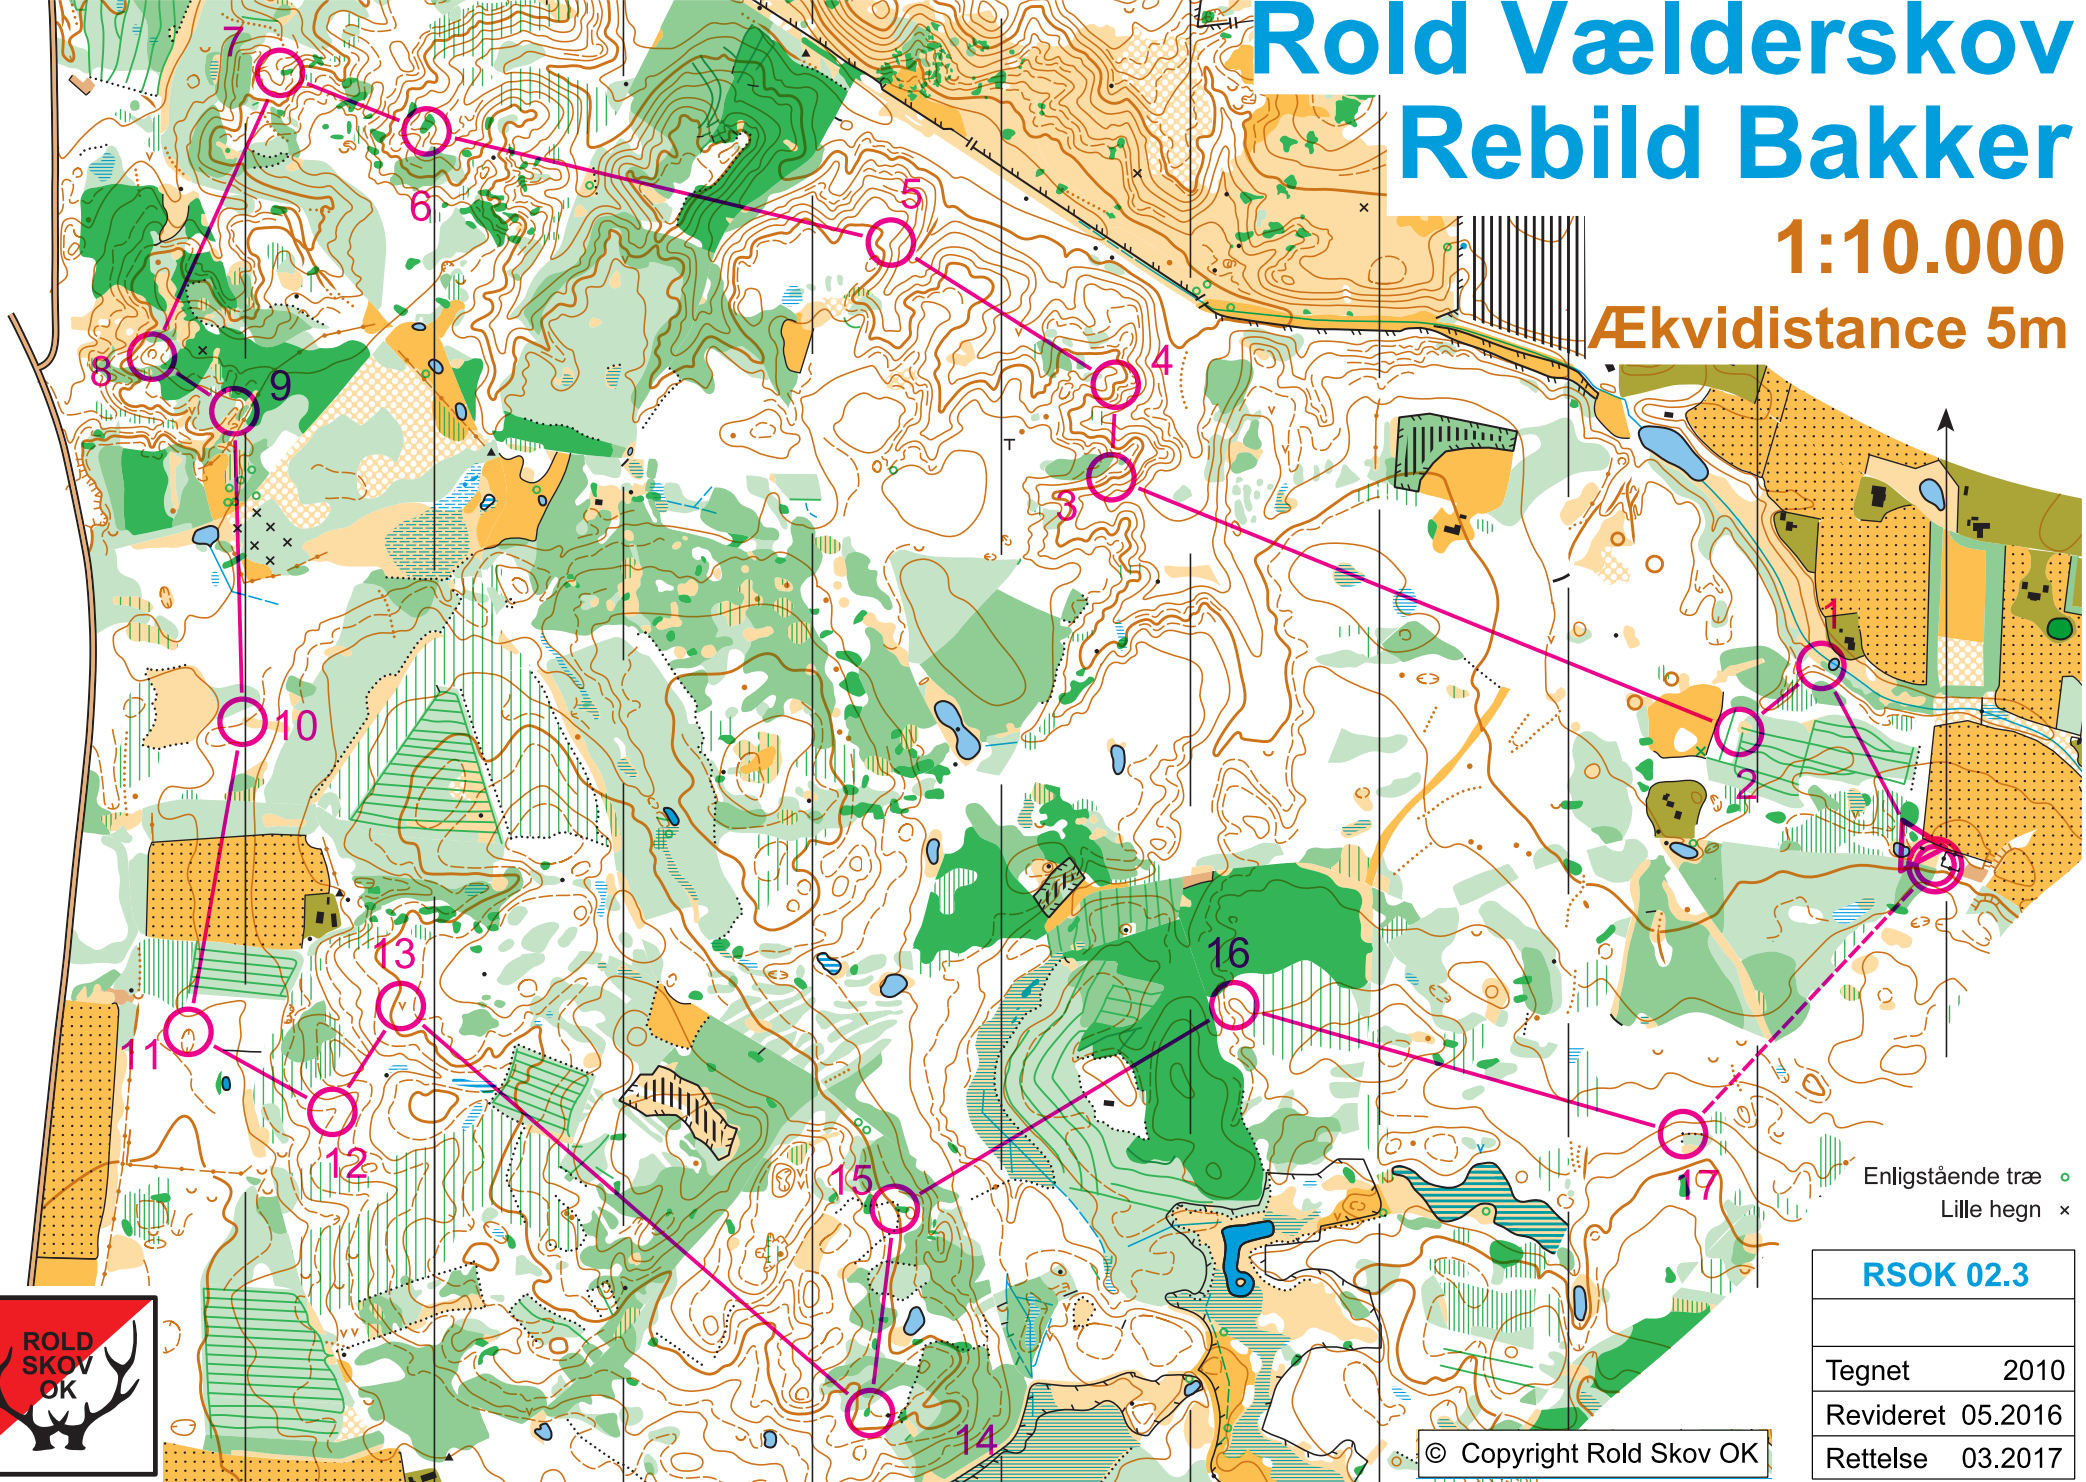 Rold Vælderskov
Rebild Bakker
1:10.000
Ækvidistance 5m
7
6
5
4
8
9
3
1
2
10
13
16
11
12
15
17
14
T
Enligstående træ
Lille hegn
RSOK 02.3
Tegnet 2010
Revideret 05.2016
Rettelse 03.2017
© Copyright Rold Skov OK
ROLD
SKOV
OK